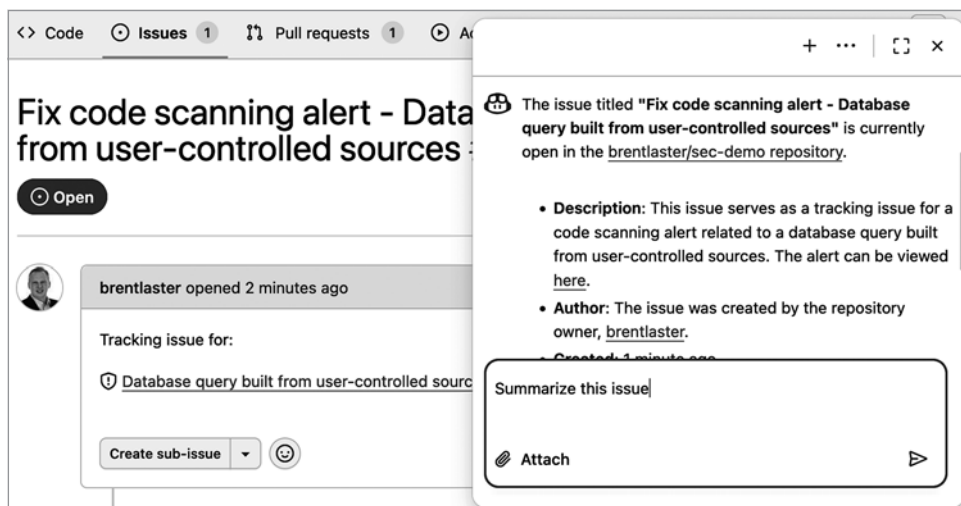 <> Code Issues 1 Pull requests 1
Fix code scanning alert - Data
from user-controlled sources
Open
brentlaster opened 2 minutes ago
Tracking issue for:
Database query built from user-controlled sourc
Create sub-issue
The issue titled "Fix code scanning alert - Database
query built from user-controlled sources" is currently
open in the brentlaster/sec-demo repository.
• Description: This issue serves as a tracking issue for a
code scanning alert related to a database query built
from user-controlled sources. The alert can be viewed
here.
• Author: The issue was created by the repository
owner, brentlaster.
• Created: 1 minute ago
Summarize this issue
Attach